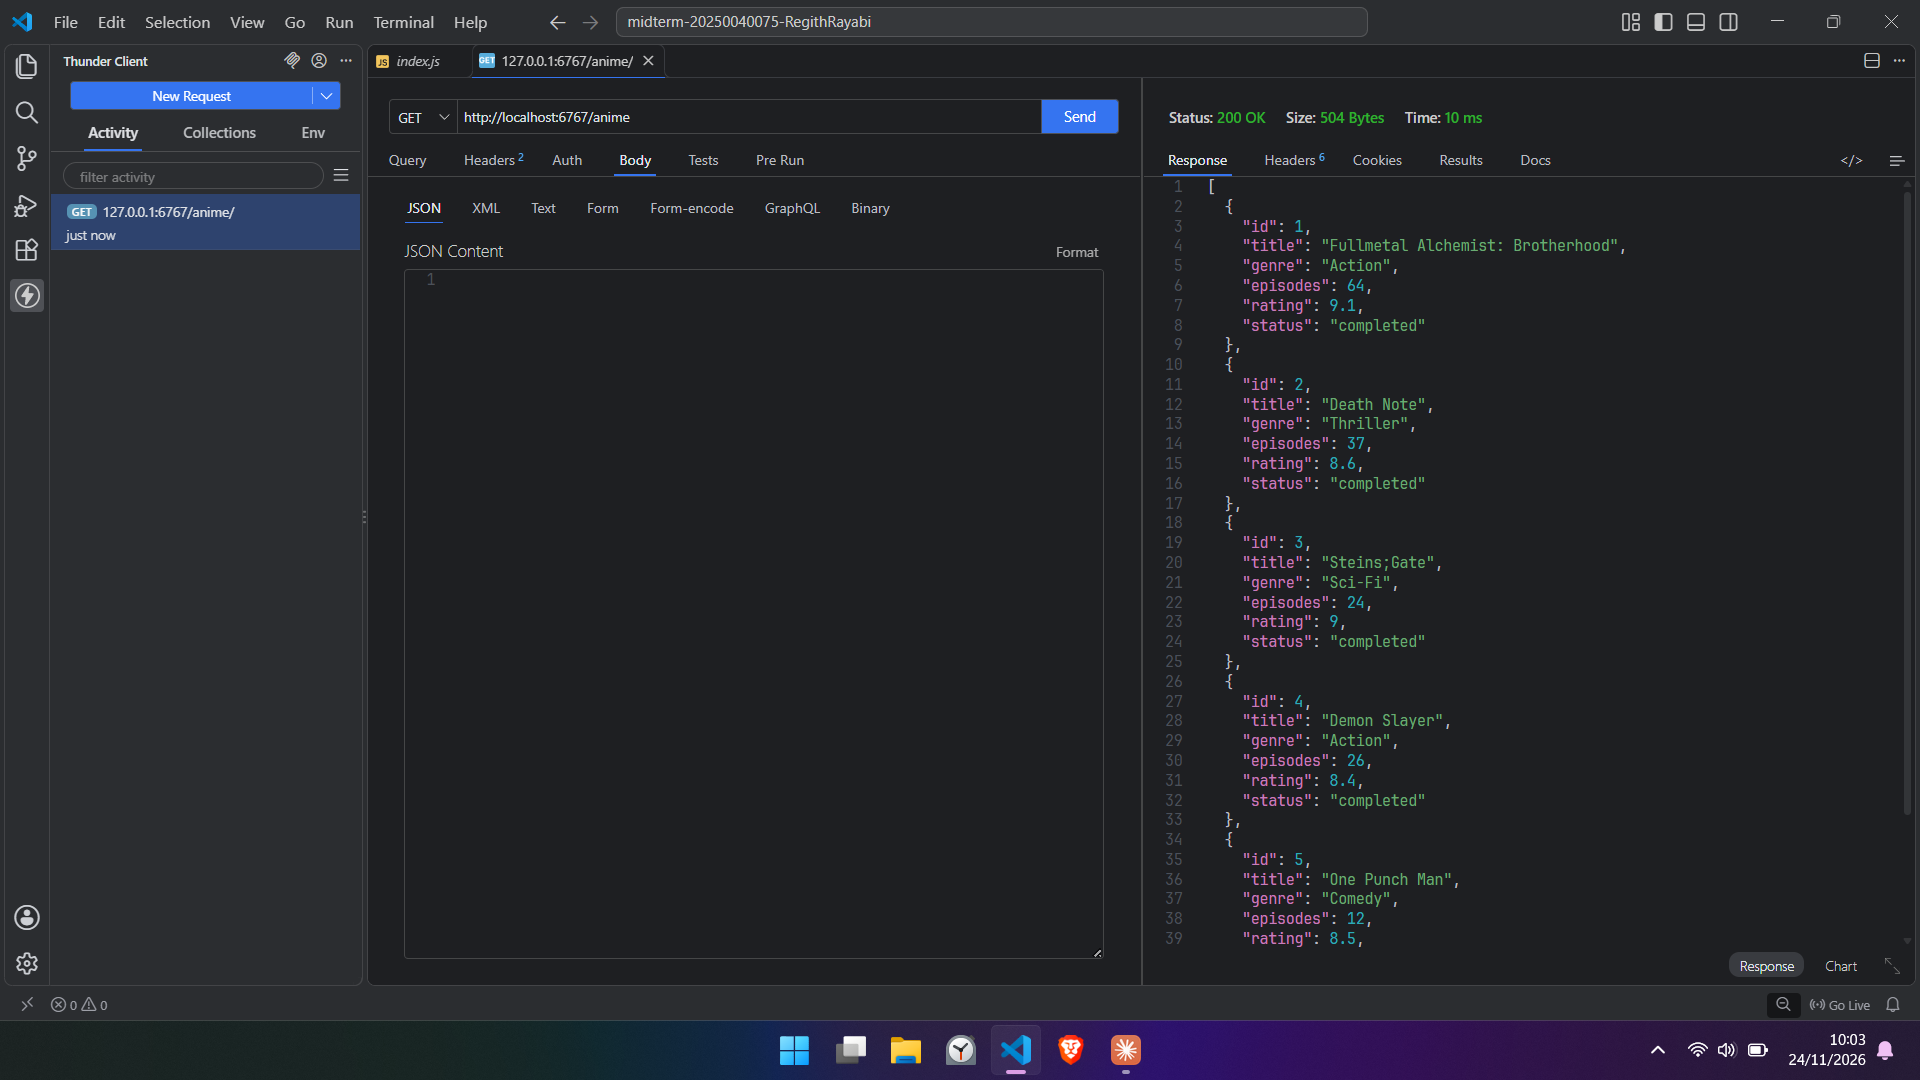 File Edit Selection View Go Run Terminal Help
midterm-20250040075-RegithRayabi
Thunder Client
New Request
Activity Collections Env
filter activity
GET 127.0.0.1:6767/anime/
just now
JS index.js
GET 127.0.0.1:6767/anime/
GET http://localhost:6767/anime Send
Query Headers 2 Auth Body Tests Pre Run
JSON XML Text Form Form-encode GraphQL Binary
JSON Content Format
1
Status: 200 OK Size: 504 Bytes Time: 10 ms
Response Headers 6 Cookies Results Docs </>
1 [
2 {
3 "id": 1,
4 "title": "Fullmetal Alchemist: Brotherhood",
5 "genre": "Action",
6 "episodes": 64,
7 "rating": 9.1,
8 "status": "completed"
9 },
10 {
11 "id": 2,
12 "title": "Death Note",
13 "genre": "Thriller",
14 "episodes": 37,
15 "rating": 8.6,
16 "status": "completed"
17 },
18 {
19 "id": 3,
20 "title": "Steins;Gate",
21 "genre": "Sci-Fi",
22 "episodes": 24,
23 "rating": 9,
24 "status": "completed"
25 },
26 {
27 "id": 4,
28 "title": "Demon Slayer",
29 "genre": "Action",
30 "episodes": 26,
31 "rating": 8.4,
32 "status": "completed"
33 },
34 {
35 "id": 5,
36 "title": "One Punch Man",
37 "genre": "Comedy",
38 "episodes": 12,
39 "rating": 8.5,
Response Chart
0 0
Go Live
10:03
24/11/2026